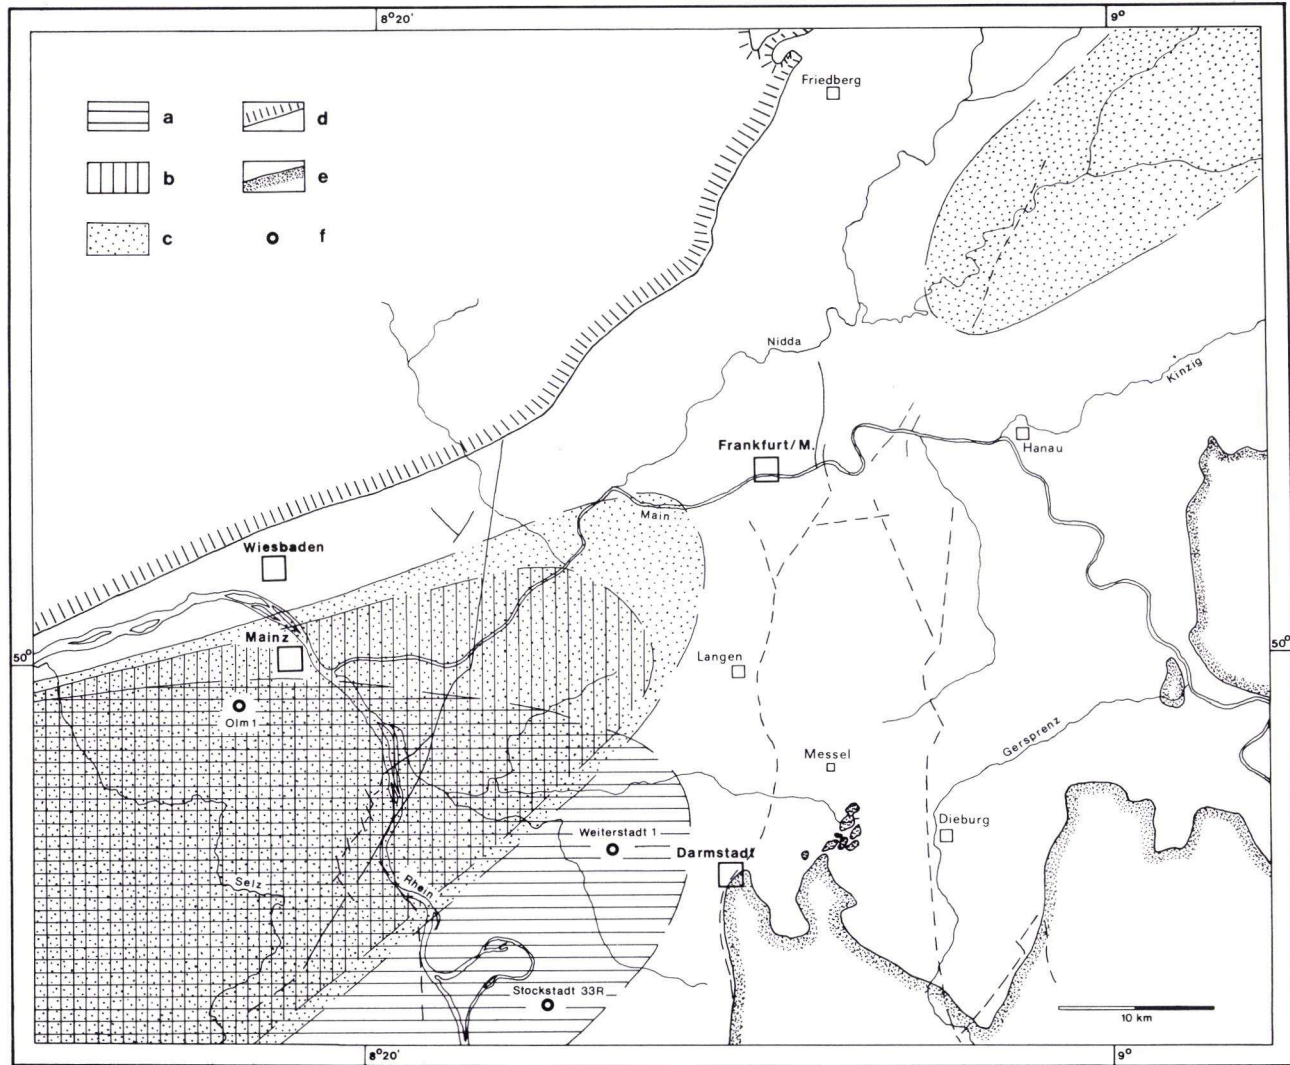 8°20'
9°
Friedberg
a
d
b
e
c
f
Nidda
Kinzig
Frankfurt/M.
Hanau
Main
Wiesbaden
50°
Mainz
50°
Langen
Olm 1
Gersprenz
Messel
Weiterstadt 1
Dieburg
Darmstadt
Selz
Rhein
Stockstadt 33R
10 km
8°20'
9°